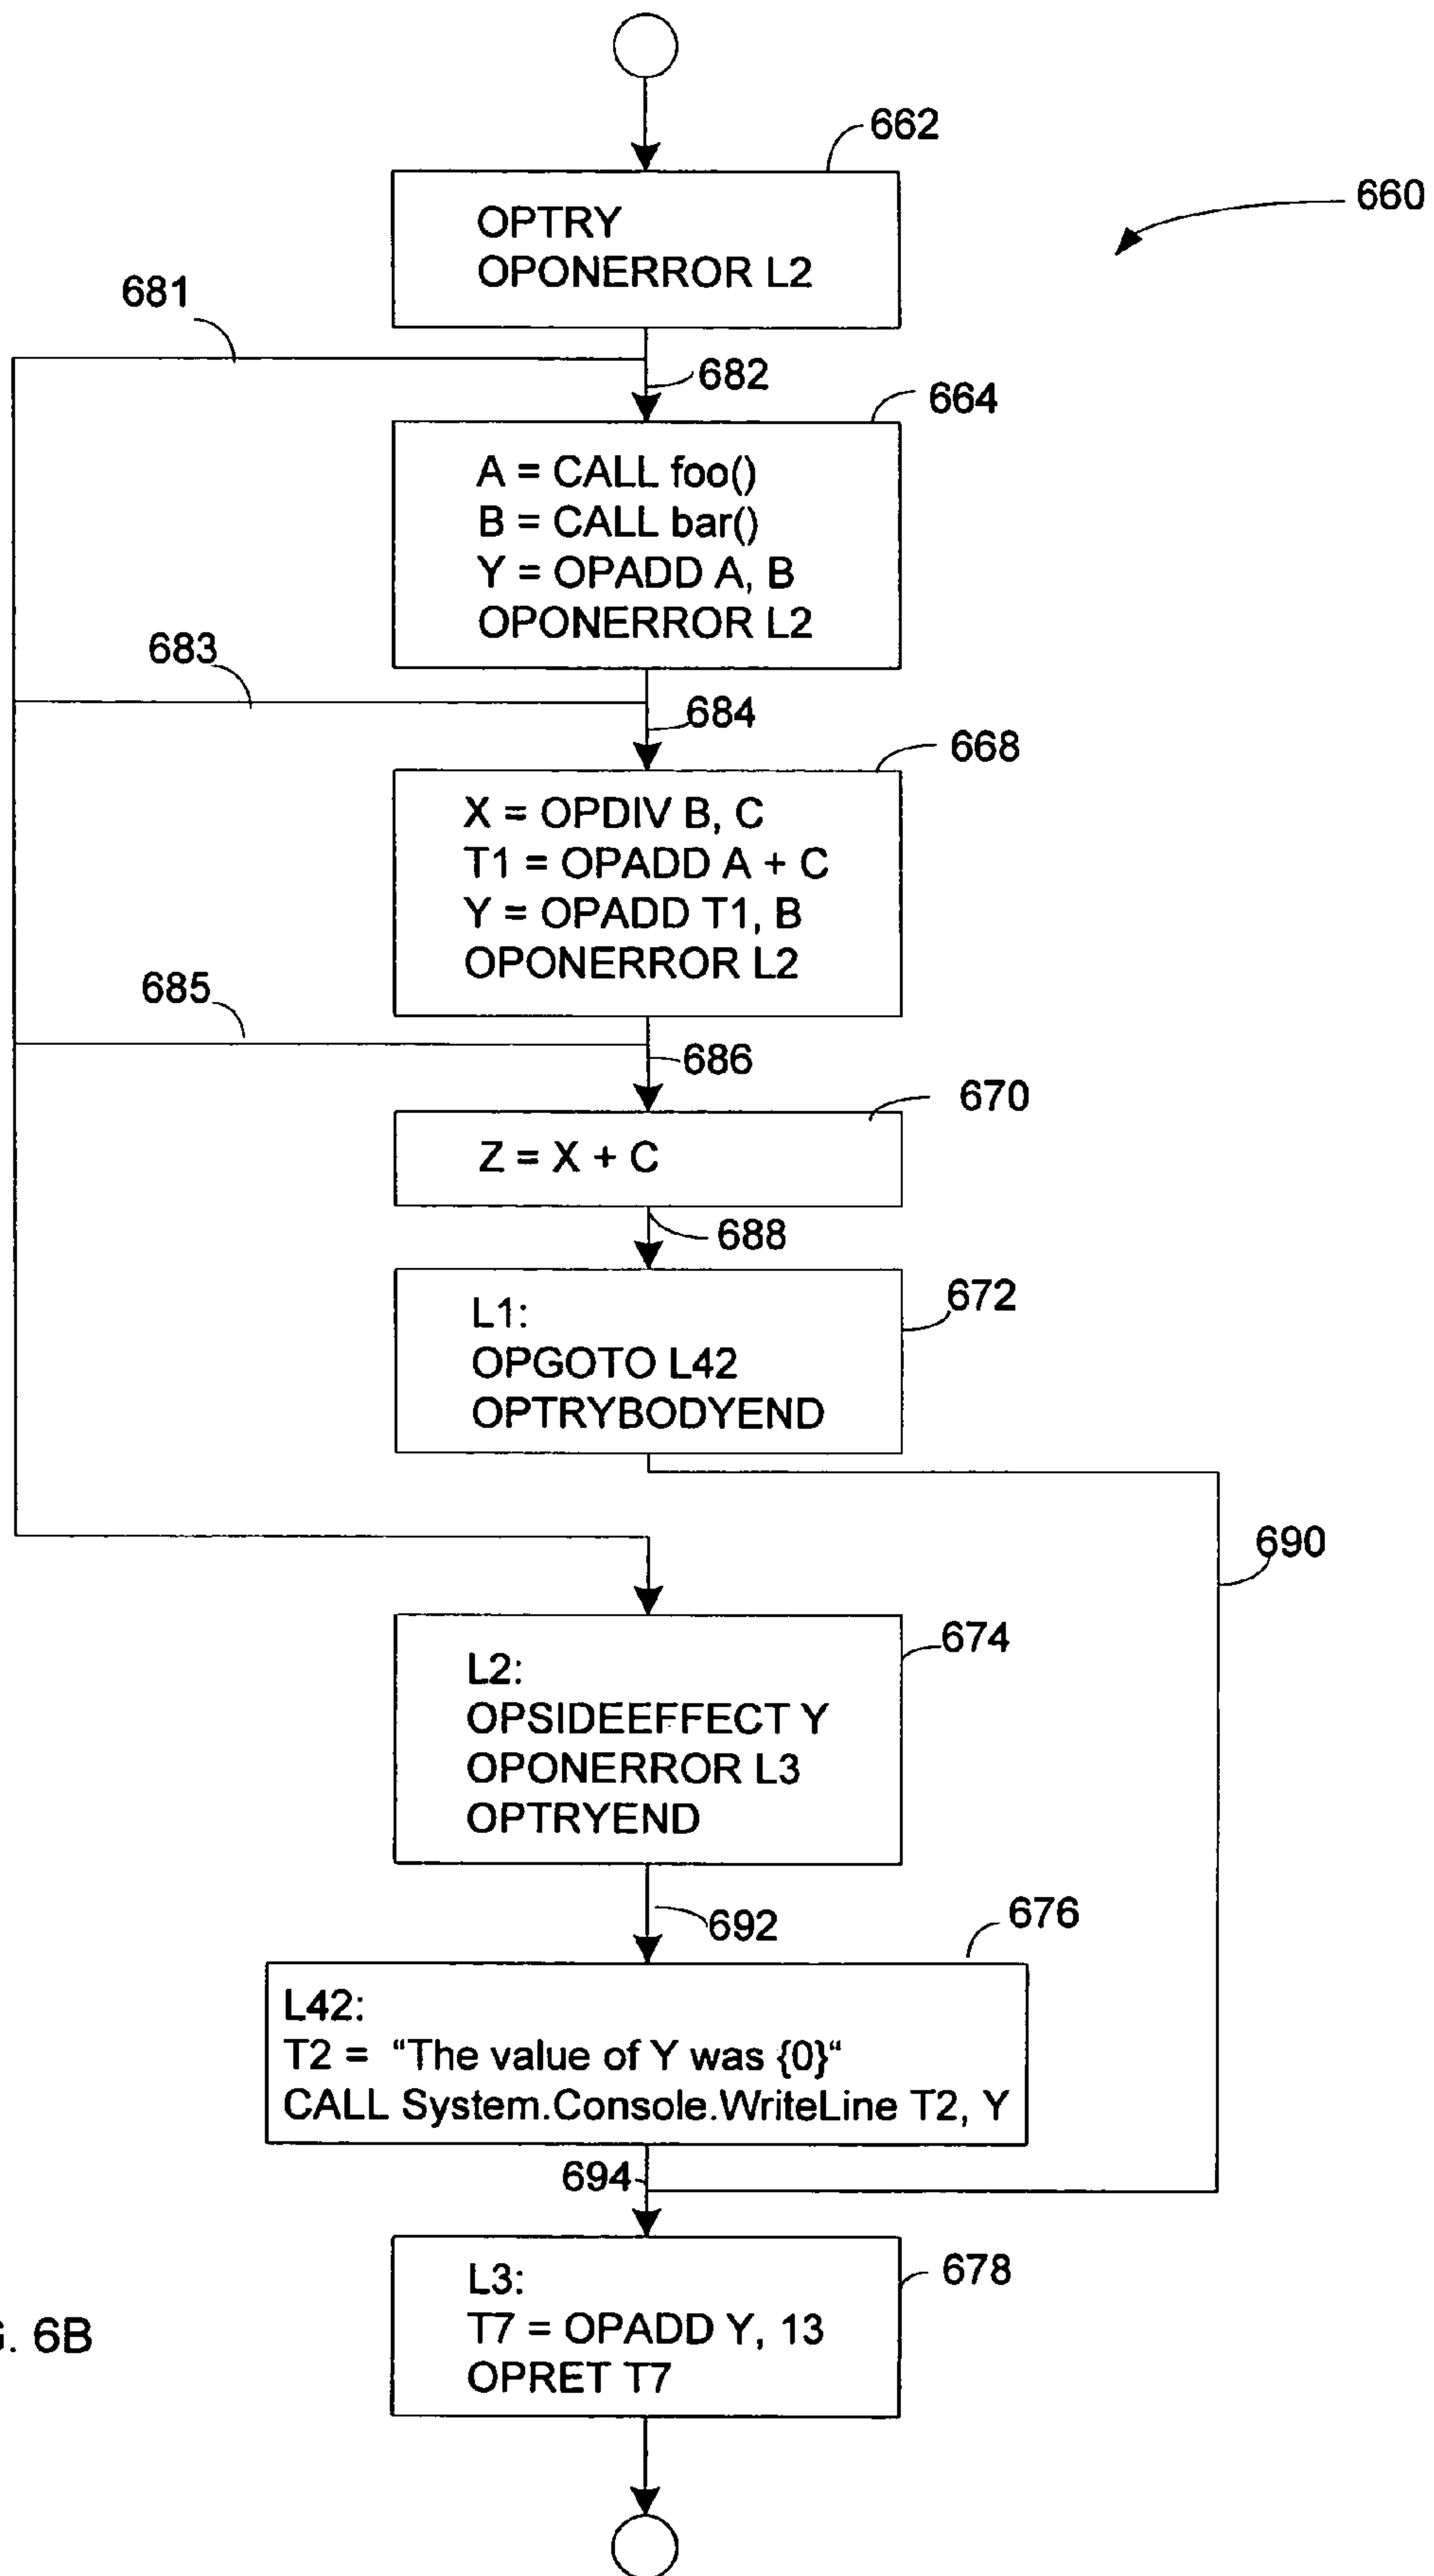 662
660
OPTRY
OPONERROR L2
681
682
664
A = CALL foo()
B = CALL bar()
Y = OPADD A, B
OPONERROR L2
683
684
668
X = OPDIV B, C
T1 = OPADD A + C
Y = OPADD T1, B
OPONERROR L2
685
686
670
Z = X + C
688
672
L1:
OPGOTO L42
OPTRYBODYEND
690
674
L2:
OPSIDEEFFECT Y
OPONERROR L3
OPTRYEND
692
676
L42:
T2 = “The value of Y was {0}“
CALL System.Console.WriteLine T2, Y
694
678
L3:
T7 = OPADD Y, 13
OPRET T7
G. 6B